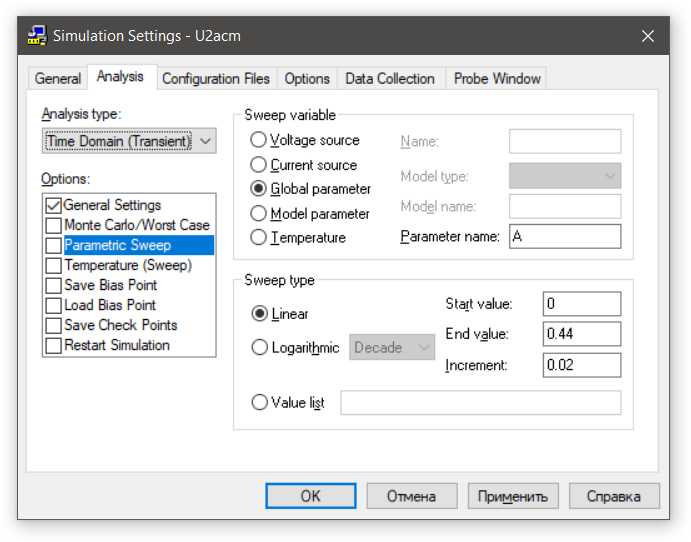 Simulation Settings - U2acm
General Analysis Configuration Files Options Data Collection Probe Window
Analysis type:
Time Domain (Transient)
Options:
General Settings
Monte Carlo/Worst Case
Parametric Sweep
Temperature (Sweep)
Save Bias Point
Load Bias Point
Save Check Points
Restart Simulation
Sweep variable
Voltage source
Current source
Global parameter
Model parameter
Temperature
Name:
Model type:
Model name:
Parameter name: A
Sweep type
Linear
Logarithmic Decade
Value list
Start value: 0
End value: 0.44
Increment: 0.02
OK Отмена Применить Справка